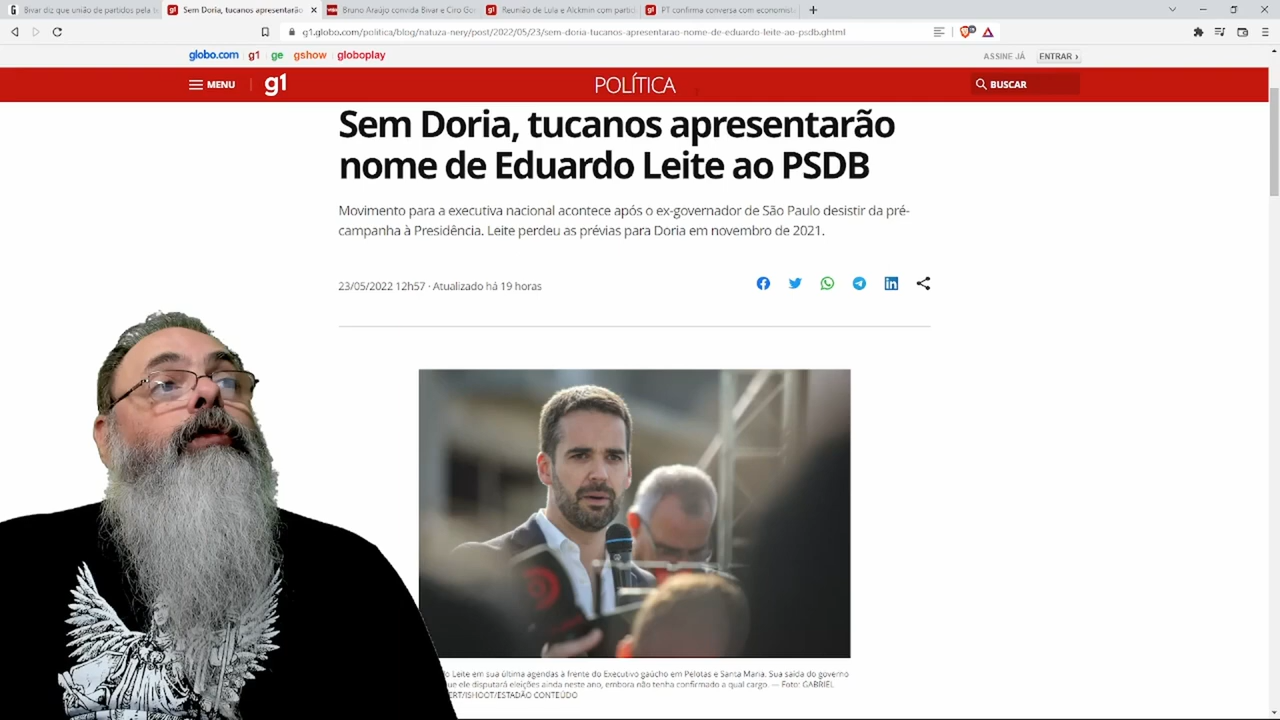 Bivar diz que união de partidos pela t
Sem Doria, tucanos apresentarão
Bruno Araújo convida Bivar e Ciro Go
Reunião de Lula e Alckmin com partic
PT confirma conversa com economista
g1.globo.com/politica/blog/natuza-nery/post/2022/05/23/sem-doria-tucanos-apresentarao-nome-de-eduardo-leite-ao-psdb.ghtml
globo.com g1 ge gshow globoplay
ASSINE JÁ ENTRAR ›
MENU g1 POLÍTICA BUSCAR
Sem Doria, tucanos apresentarão
nome de Eduardo Leite ao PSDB
Movimento para a executiva nacional acontece após o ex-governador de São Paulo desistir da pré-
campanha à Presidência. Leite perdeu as prévias para Doria em novembro de 2021.
23/05/2022 12h57 · Atualizado há 19 horas
Leite em sua última agendas à frente do Executivo gaúcho em Pelotas e Santa Maria. Sua saída do governo
que ele disputará eleições ainda neste ano, embora não tenha confirmado a qual cargo. — Foto: GABRIEL
ERT/ISHOOT/ESTADÃO CONTEÚDO